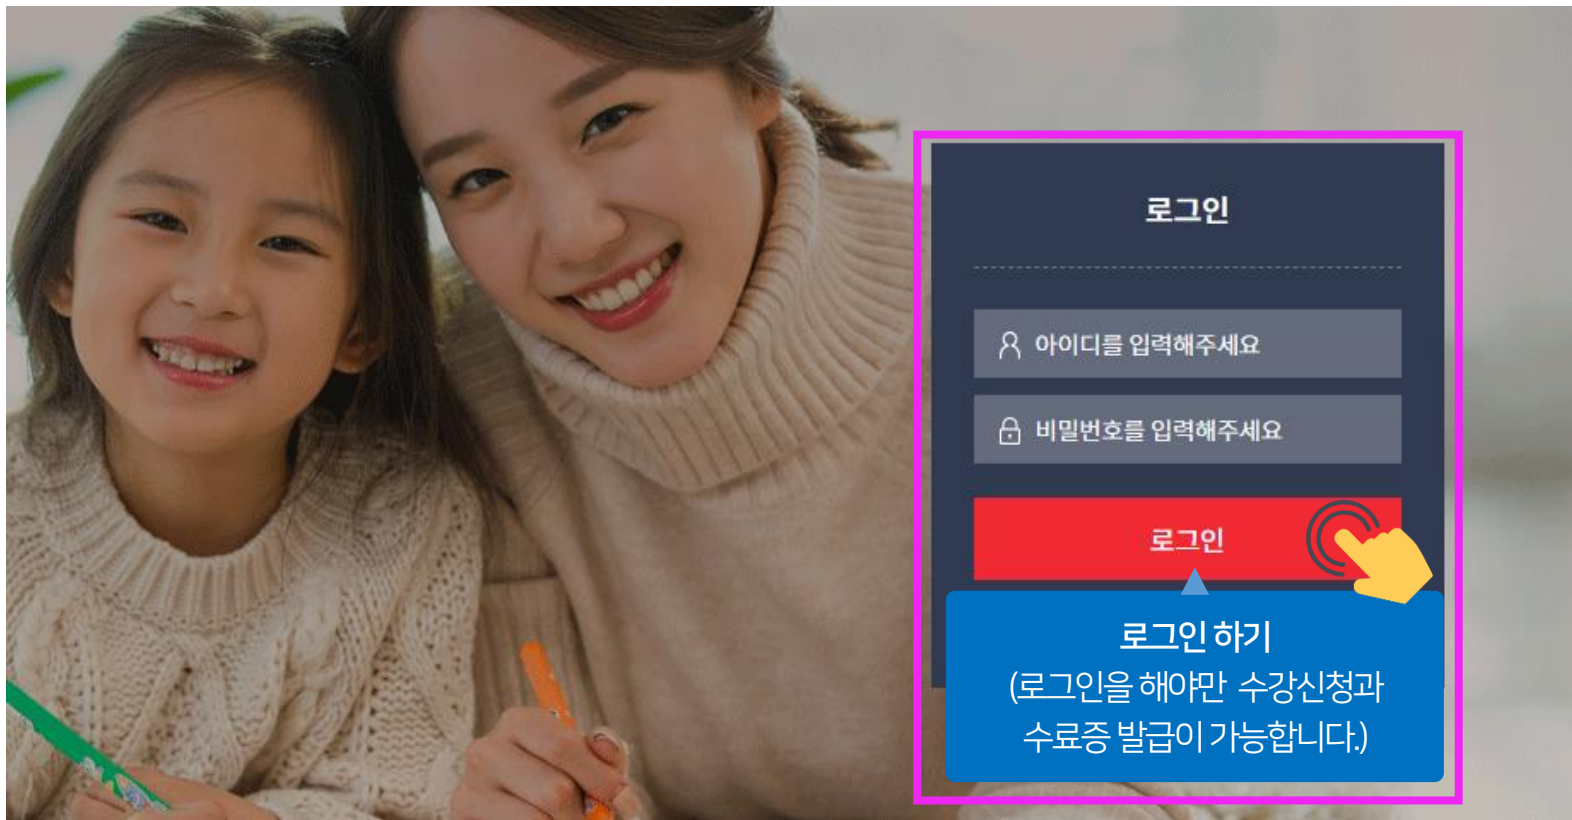 로그인
아이디를 입력해주세요
비밀번호를 입력해주세요
로그인
로그인 하기
(로그인을 해야만 수강신청과
수료증 발급이 가능합니다.)